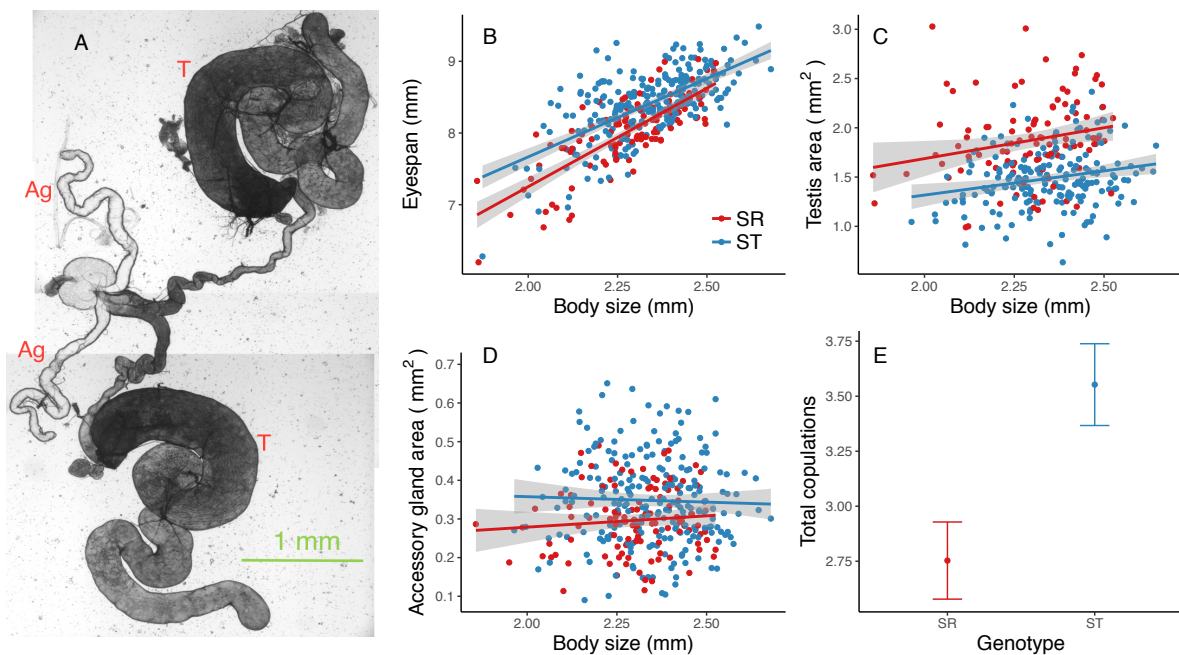 A
T
Ag
Ag
T
1 mm
B
Eyespan (mm)
9
8
7
2.00
2.25
2.50
Body size (mm)
SR
ST
C
Testis area ( mm²)
3.0
2.5
2.0
1.5
1.0
2.00
2.25
2.50
Body size (mm)
D
Accessory gland area ( mm²)
0.7
0.6
0.5
0.4
0.3
0.2
0.1
2.00
2.25
2.50
Body size (mm)
E
Total copulations
3.75
3.50
3.25
3.00
2.75
SR
ST
Genotype